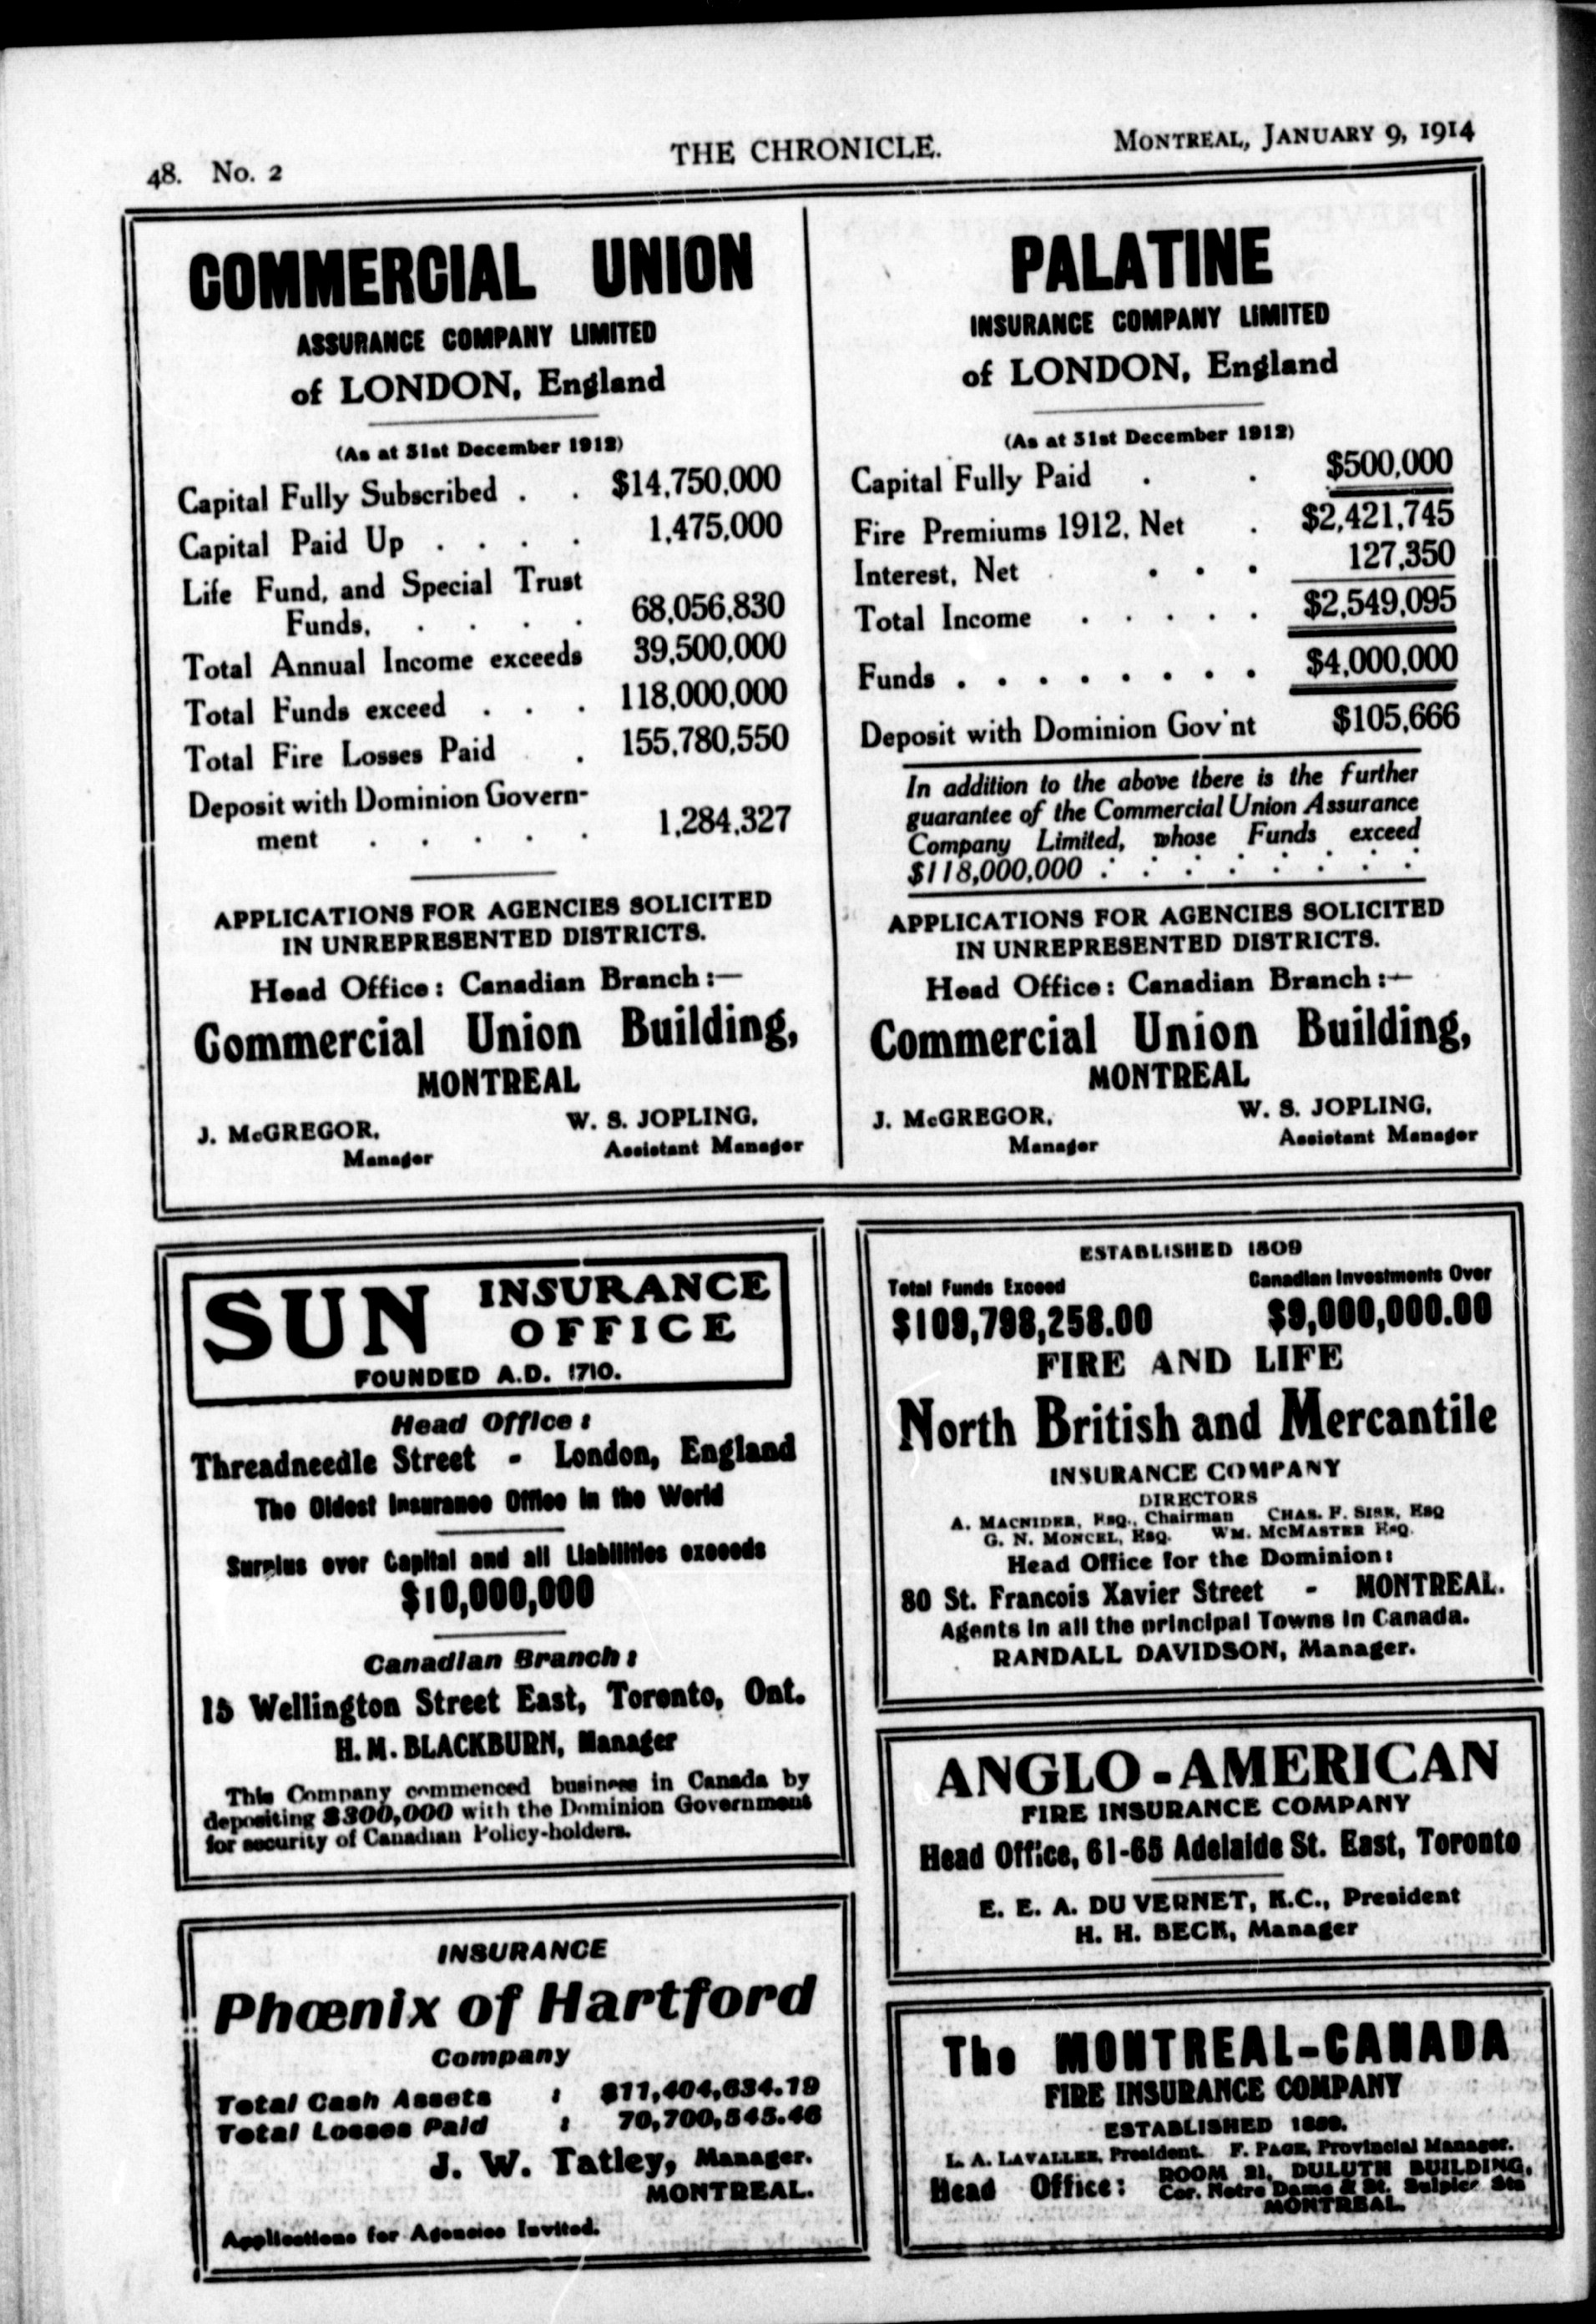 48. No. 2
THE CHRONICLE.
MONTREAL, JANUARY 9, 1914
COMMERCIAL UNION
ASSURANCE COMPANY LIMITED
of LONDON, England
(As at 31st December 1912)
Capital Fully Subscribed . . $14,750,000
Capital Paid Up . . . . 1,475,000
Life Fund, and Special Trust
Funds, . . . . 68,056,830
Total Annual Income exceeds 39,500,000
Total Funds exceed . . . 118,000,000
Total Fire Losses Paid . 155,780,550
Deposit with Dominion Govern-
ment . . . . . 1,284,327
APPLICATIONS FOR AGENCIES SOLICITED
IN UNREPRESENTED DISTRICTS.
Head Office: Canadian Branch:—
Commercial Union Building,
MONTREAL
J. McGREGOR, W. S. JOPLING,
Manager Assistant Manager
PALATINE
INSURANCE COMPANY LIMITED
of LONDON, England
(As at 31st December 1912)
Capital Fully Paid . . $500,000
Fire Premiums 1912, Net . $2,421,745
Interest, Net . . . 127,350
Total Income . . . . . $2,549,095
Funds . . . . . . . . $4,000,000
Deposit with Dominion Gov'nt $105,666
In addition to the above there is the further
guarantee of the Commercial Union Assurance
Company Limited, whose Funds exceed
$118,000,000 : . . . . . . .
APPLICATIONS FOR AGENCIES SOLICITED
IN UNREPRESENTED DISTRICTS.
Head Office: Canadian Branch:—
Commercial Union Building,
MONTREAL
J. McGREGOR, W. S. JOPLING,
Manager Assistant Manager
SUN INSURANCE
OFFICE
FOUNDED A.D. 1710.
Head Office:
Threadneedle Street - London, England
The Oldest Insurance Office in the World
Surplus over Capital and all Liabilities exceeds
$10,000,000
Canadian Branch:
15 Wellington Street East, Toronto, Ont.
H. M. BLACKBURN, Manager
This Company commenced business in Canada by
depositing $300,000 with the Dominion Government
for security of Canadian Policy-holders.
INSURANCE
Phœnix of Hartford
Company
Total Cash Assets : $11,404,634.19
Total Losses Paid : 70,700,545.46
J. W. Tatley, Manager.
MONTREAL.
Applications for Agencies Invited.
ESTABLISHED 1809
Total Funds Exceed Canadian Investments Over
$109,798,258.00 $9,000,000.00
FIRE AND LIFE
North British and Mercantile
INSURANCE COMPANY
DIRECTORS
A. MACNIDER, ESQ., Chairman CHAS. F. SISE, ESQ
G. N. MONCEL, ESQ. WM. MCMASTER ESQ.
Head Office for the Dominion:
80 St. Francois Xavier Street - MONTREAL.
Agents in all the principal Towns in Canada.
RANDALL DAVIDSON, Manager.
ANGLO-AMERICAN
FIRE INSURANCE COMPANY
Head Office, 61-65 Adelaide St. East, Toronto
E. E. A. DU VERNET, K.C., President
H. H. BECK, Manager
The MONTREAL-CANADA
FIRE INSURANCE COMPANY
ESTABLISHED
L. A. LAVALLEE, President. F. PAGE, Provincial Manager.
Head Office: ROOM 21, DULUTH BUILDING,
Cor. Notre Dame & St. Sulpice Sts
MONTREAL.